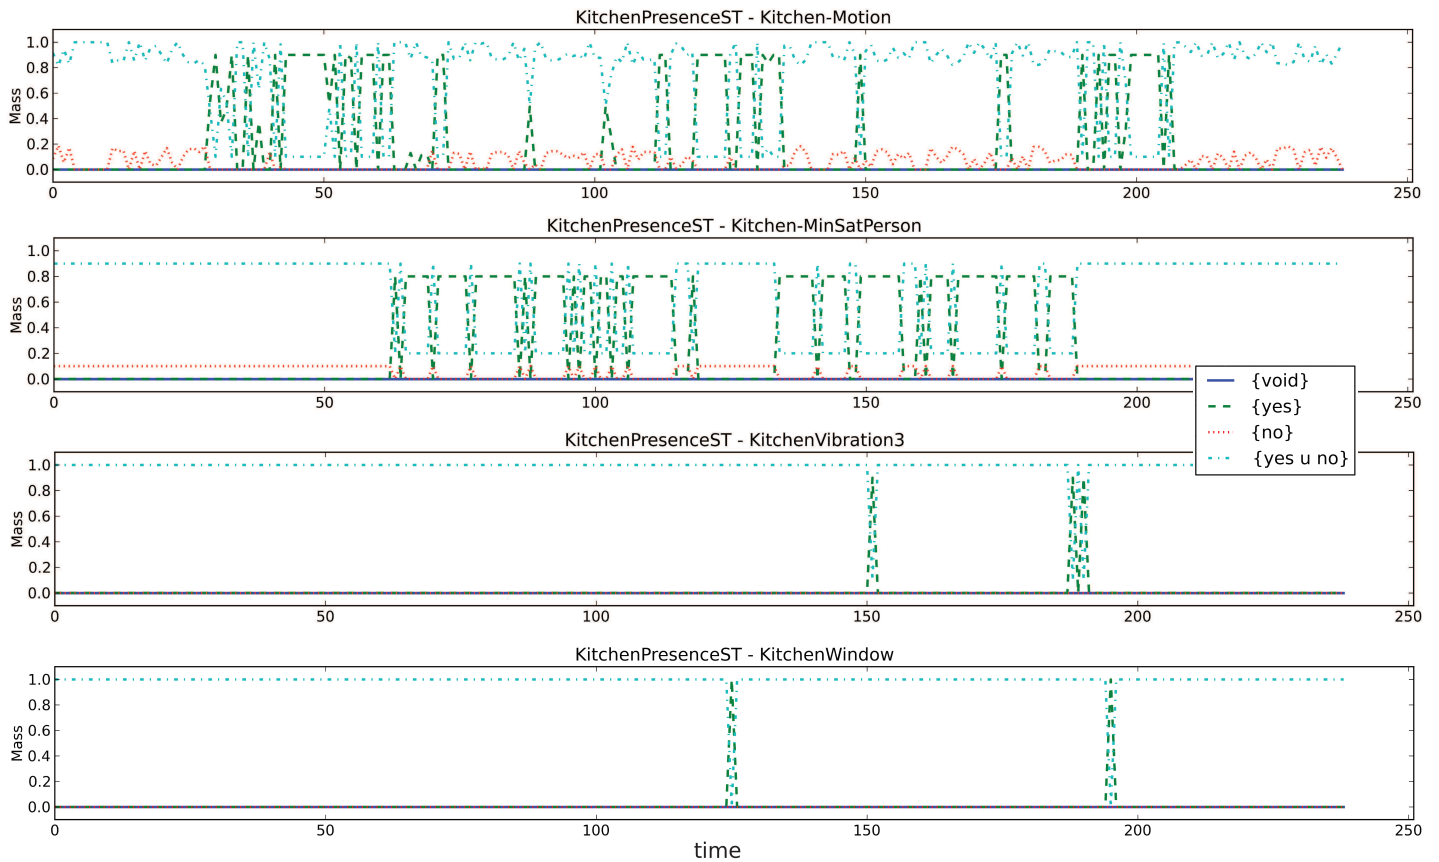 KitchenPresenceST - Kitchen-Motion
1.0
0.8
0.6
0.4
0.2
0.0
Mass
0 50 100 150 200 250
KitchenPresenceST - Kitchen-MinSatPerson
1.0
0.8
0.6
0.4
0.2
0.0
Mass
0 50 100 150 200 250
{void}
{yes}
{no}
{yes u no}
KitchenPresenceST - KitchenVibration3
1.0
0.8
0.6
0.4
0.2
0.0
Mass
0 50 100 150 200 250
KitchenPresenceST - KitchenWindow
1.0
0.8
0.6
0.4
0.2
0.0
Mass
0 50 100 150 200 250
time